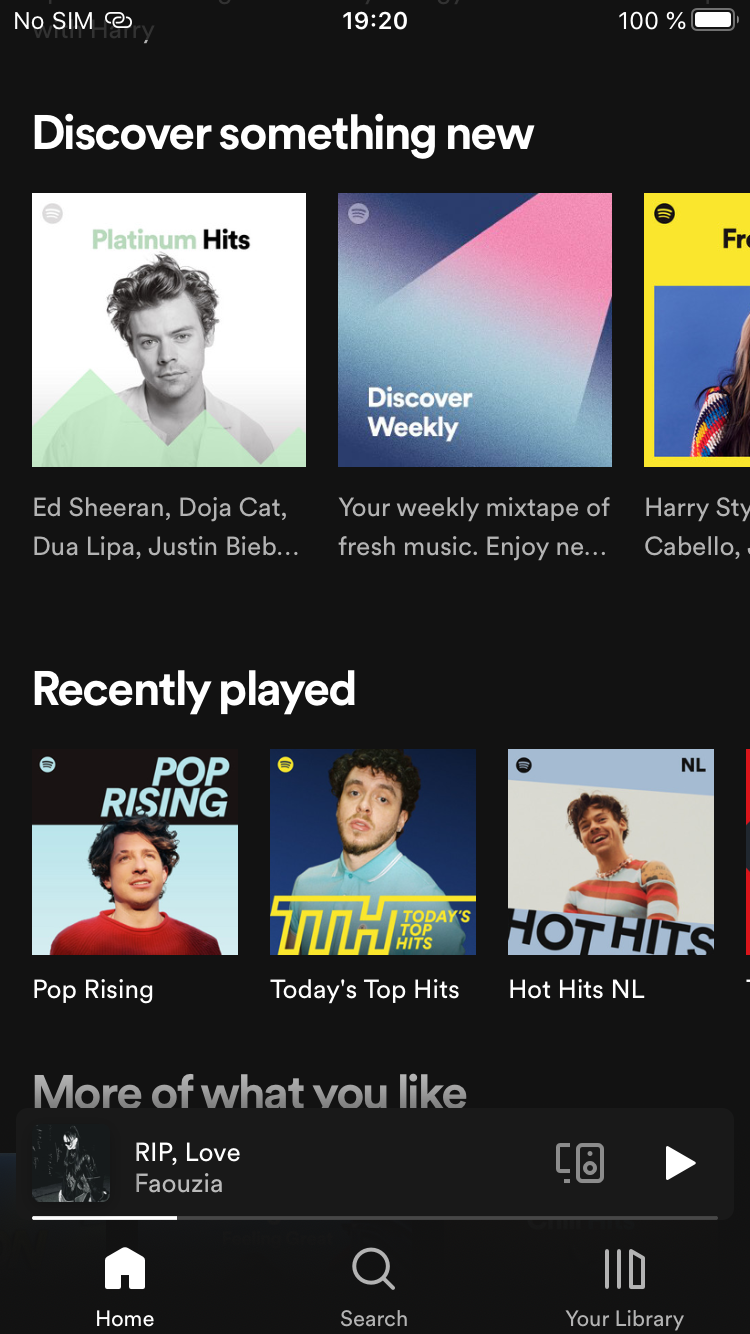 with Harry
No SIM
19:20
100 %
Discover something new
Platinum Hits
Discover
Weekly
Ed Sheeran, Doja Cat,
Dua Lipa, Justin Bieb...
Your weekly mixtape of
fresh music. Enjoy ne...
Harry Sty
Cabello,
Recently played
POP
RISING
TTH TODAY'S
TOP
HITS
NL
HOT HITS
Pop Rising
Today's Top Hits
Hot Hits NL
More of what you like
RIP, Love
Faouzia
Home
Search
Your Library